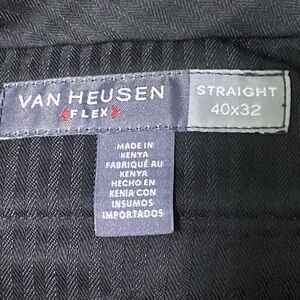 VAN HEUSEN
FLEX
STRAIGHT
40x32
MADE IN
KENYA
FABRIQUÉ AU
KENYA
HECHO EN
KENIA CON
INSUMOS
IMPORTADOS